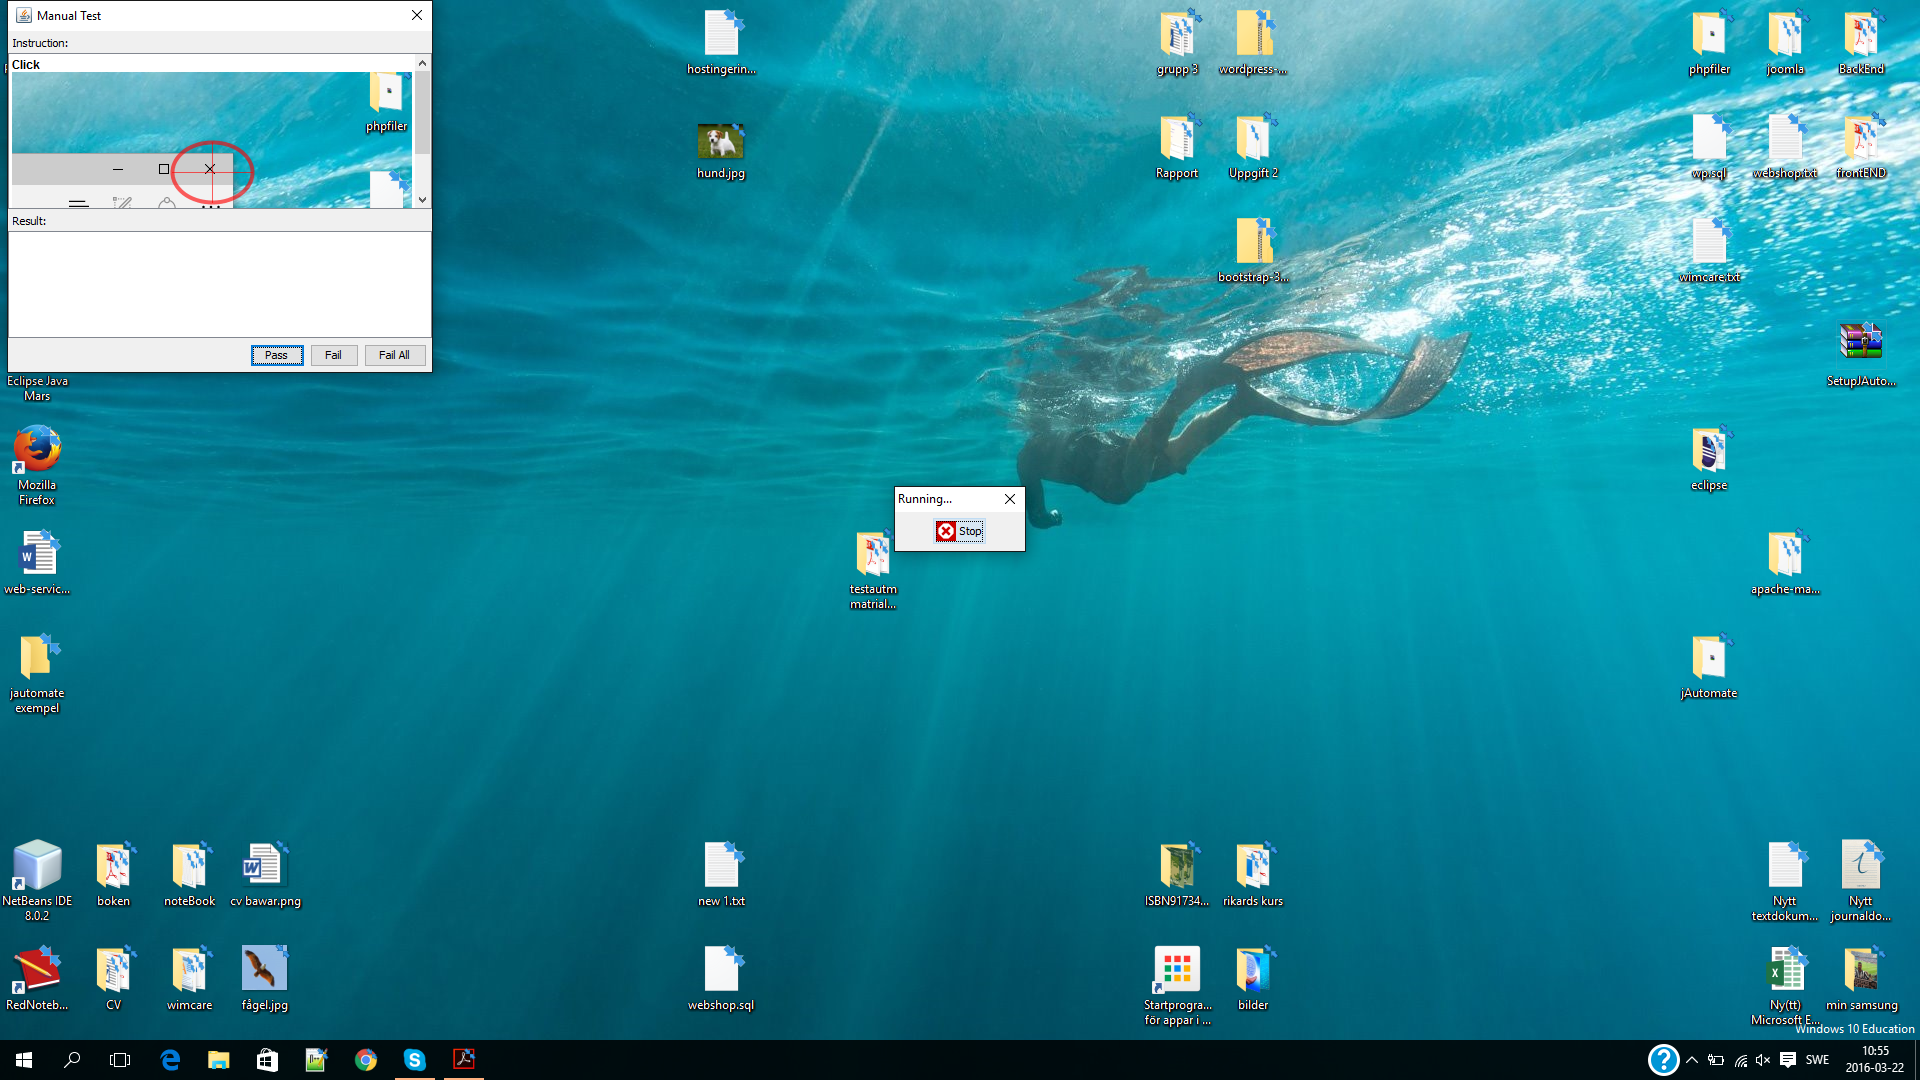 Manual Test
Instruction:
Click
phpfiler
Result:
Pass
Fail
Fail All
hostingerin...
grupp 3
wordpress-...
phpfiler
joomla
BackEnd
hund.jpg
Rapport
Uppgift 2
wp.sql
webshop.txt
frontEND
bootstrap-3...
wimcare.txt
Eclipse Java
Mars
SetupJAuto...
Mozilla
Firefox
eclipse
Running...
Stop
web-servic...
testautm
matrial...
apache-ma...
jautomate
exempel
jAutomate
NetBeans IDE
8.0.2
boken
noteBook
cv bawar.png
new 1.txt
ISBN91734...
rikards kurs
Nytt
textdokum...
Nytt
journaldo...
RedNoteb...
CV
wimcare
fågel.jpg
webshop.sql
Startprogra...
för appar i ...
bilder
Ny(tt)
Microsoft E...
min samsung
Windows 10 Education
SWE
10:55
2016-03-22